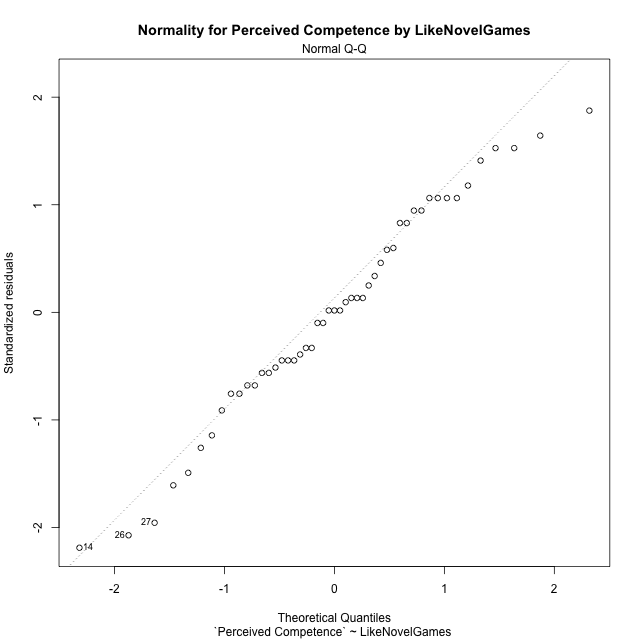 Normality for Perceived Competence by LikeNovelGames
Normal Q-Q
Standardized residuals
2
1
0
-1
-2
27
26
14
-2
-1
0
1
2
Theoretical Quantiles
`Perceived Competence` ~ LikeNovelGames